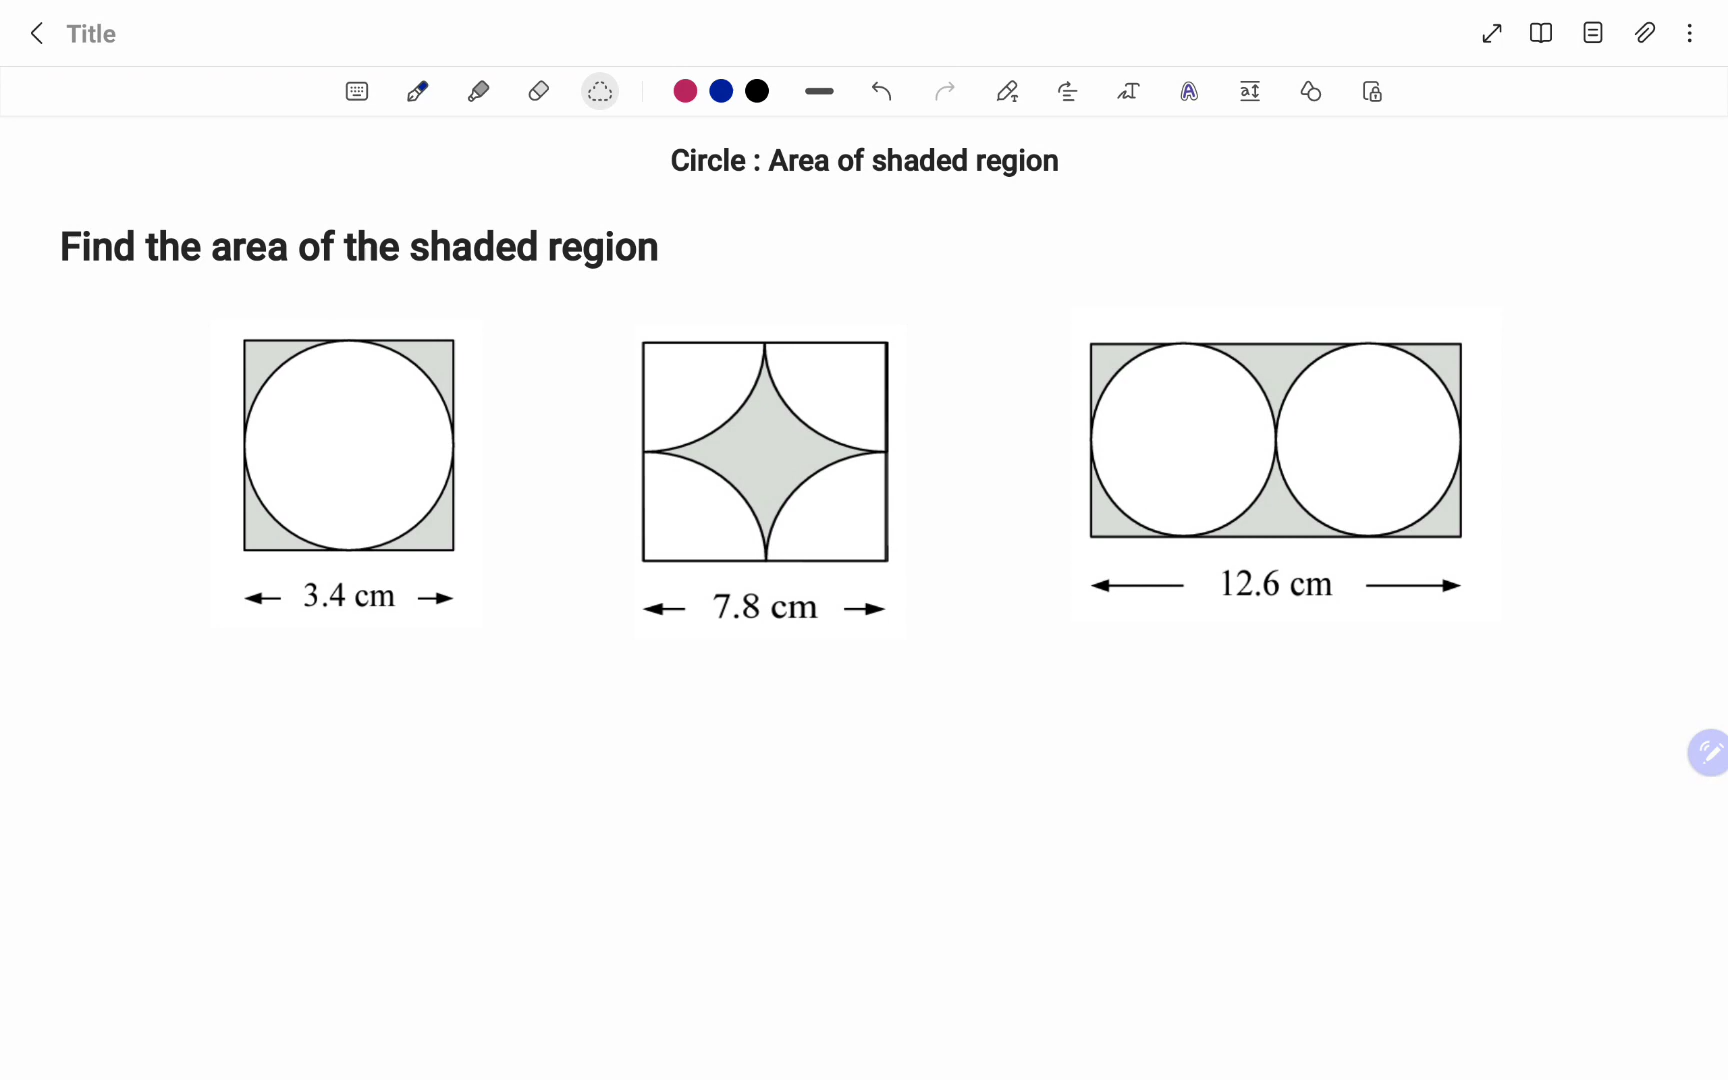 Title
Circle : Area of shaded region
Find the area of the shaded region
3.4 cm
7.8 cm
12.6 cm